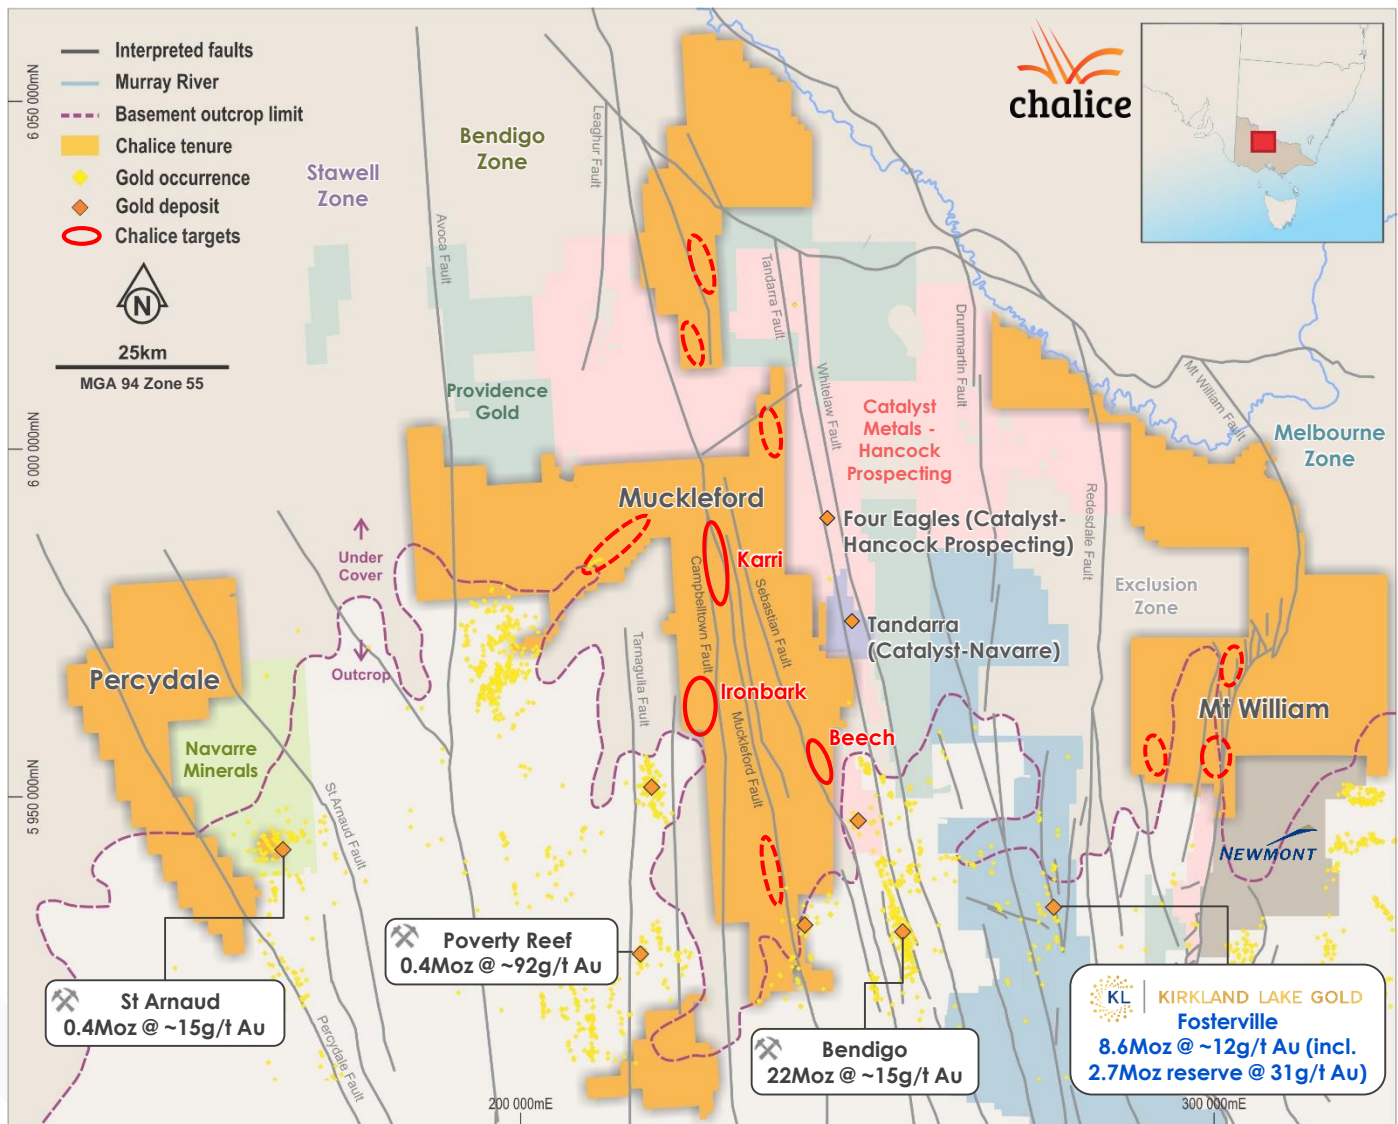 Interpreted faults
Murray River
Basement outcrop limit
Chalice tenure
Gold occurrence
Gold deposit
Chalice targets
N
25km
MGA 94 Zone 55
chalice
6 050 000mN
6 000 000mN
5 950 000mN
200 000mE
300 000mE
Stawell
Zone
Bendigo
Zone
Melbourne
Zone
Leaghur Fault
Avoca Fault
Tandarra Fault
Whitelaw Fault
Drummartin Fault
Mt William Fault
Redesdale Fault
Providence
Gold
Catalyst
Metals -
Hancock
Prospecting
Muckleford
Four Eagles (Catalyst-
Hancock Prospecting)
Karri
Under
Cover
Outcrop
Campbelltown Fault
Sebastian Fault
Exclusion
Zone
Tandarra
(Catalyst-Navarre)
Percydale
Tarnagulla Fault
Ironbark
Muckleford Fault
Beech
Mt William
Navarre
Minerals
St Arnaud Fault
NEWMONT
Percydale Fault
St Arnaud
0.4Moz @ ~15g/t Au
Poverty Reef
0.4Moz @ ~92g/t Au
Bendigo
22Moz @ ~15g/t Au
KL KIRKLAND LAKE GOLD
Fosterville
8.6Moz @ ~12g/t Au (incl.
2.7Moz reserve @ 31g/t Au)